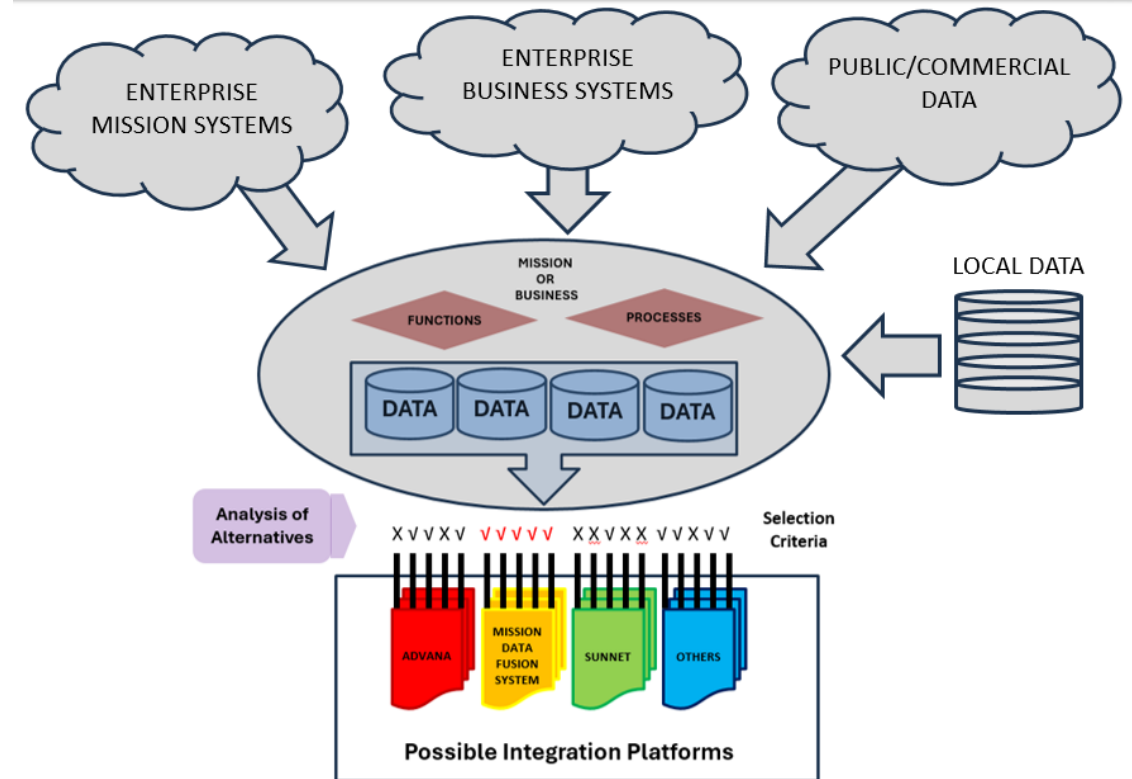 ENTERPRISE
MISSION SYSTEMS
ENTERPRISE
BUSINESS SYSTEMS
PUBLIC/COMMERCIAL
DATA
LOCAL DATA
MISSION
OR
BUSINESS
FUNCTIONS
PROCESSES
DATA
DATA
DATA
DATA
Analysis of
Alternatives
X √ √ X √
√ √ √ √ √
X X √ X X
√ √ X √ √
Selection
Criteria
ADVANA
MISSION
DATA
FUSION
SYSTEM
SUNNET
OTHERS
Possible Integration Platforms